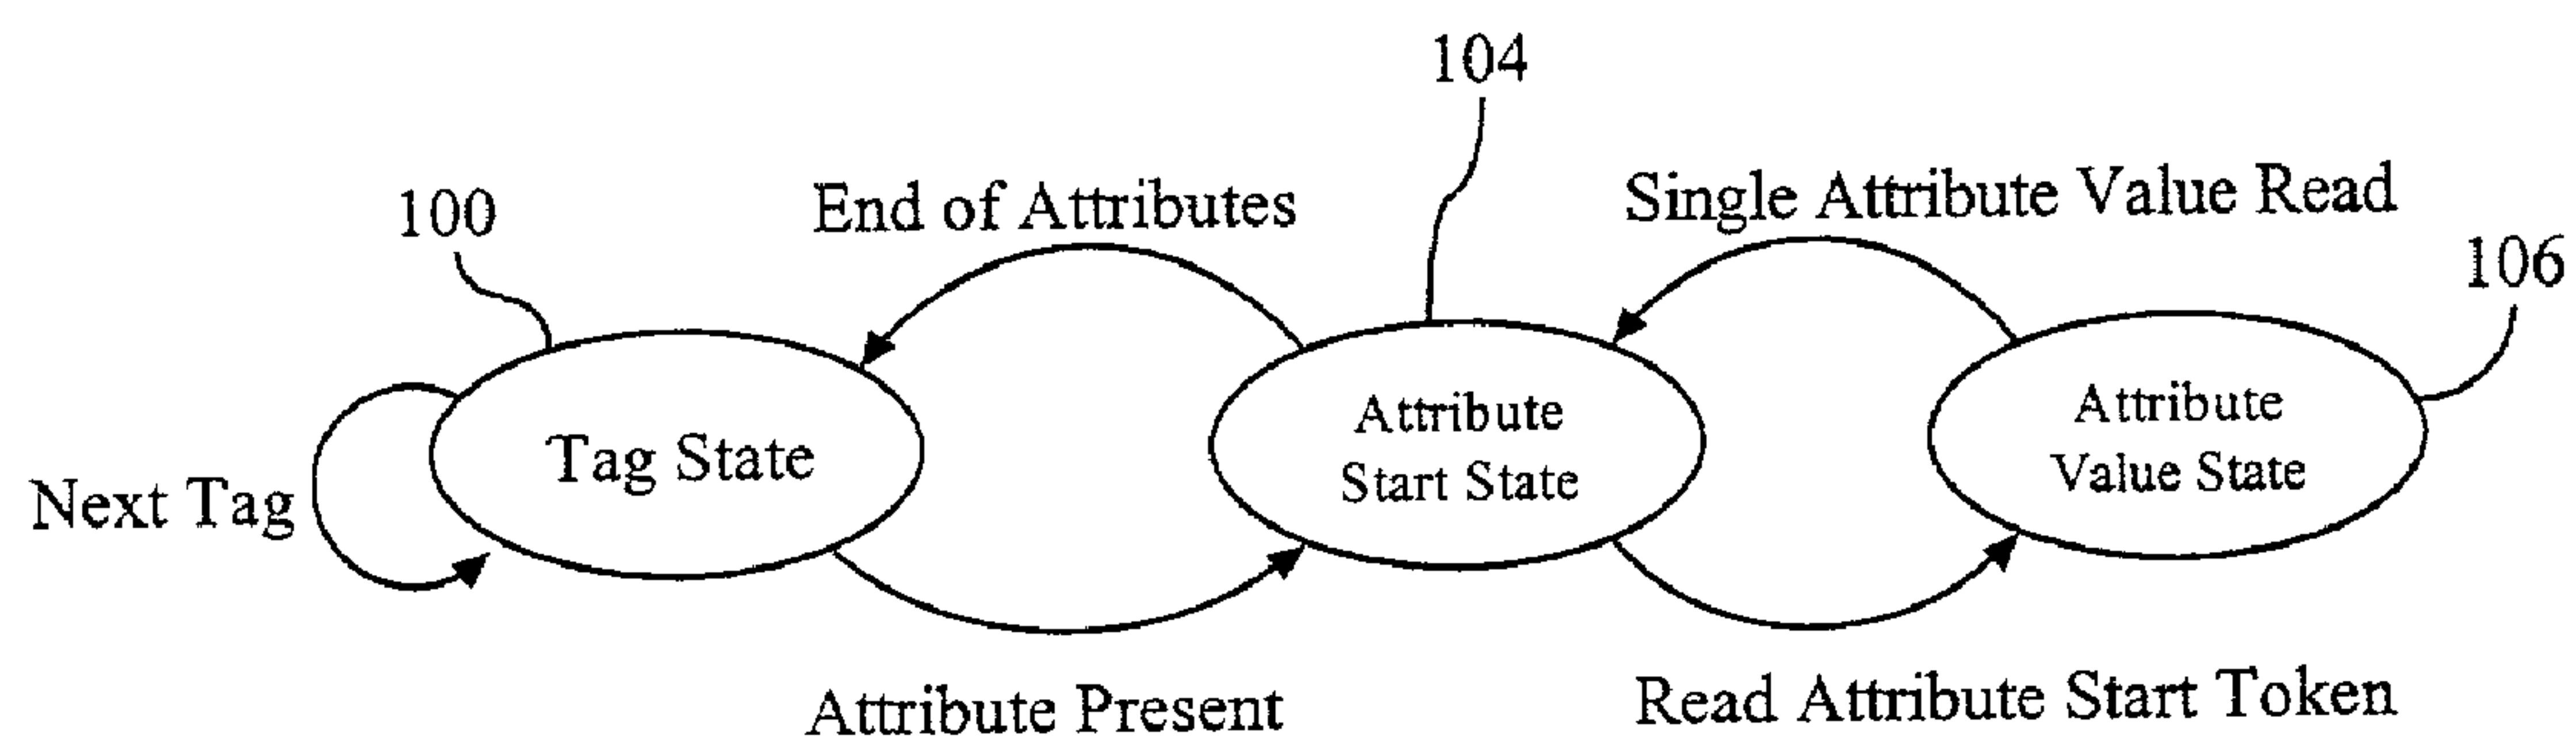 104
100
End of Attributes
Single Attribute Value Read
106
Tag State
Attribute
Start State
Attribute
Value State
Next Tag
Attribute Present
Read Attribute Start Token